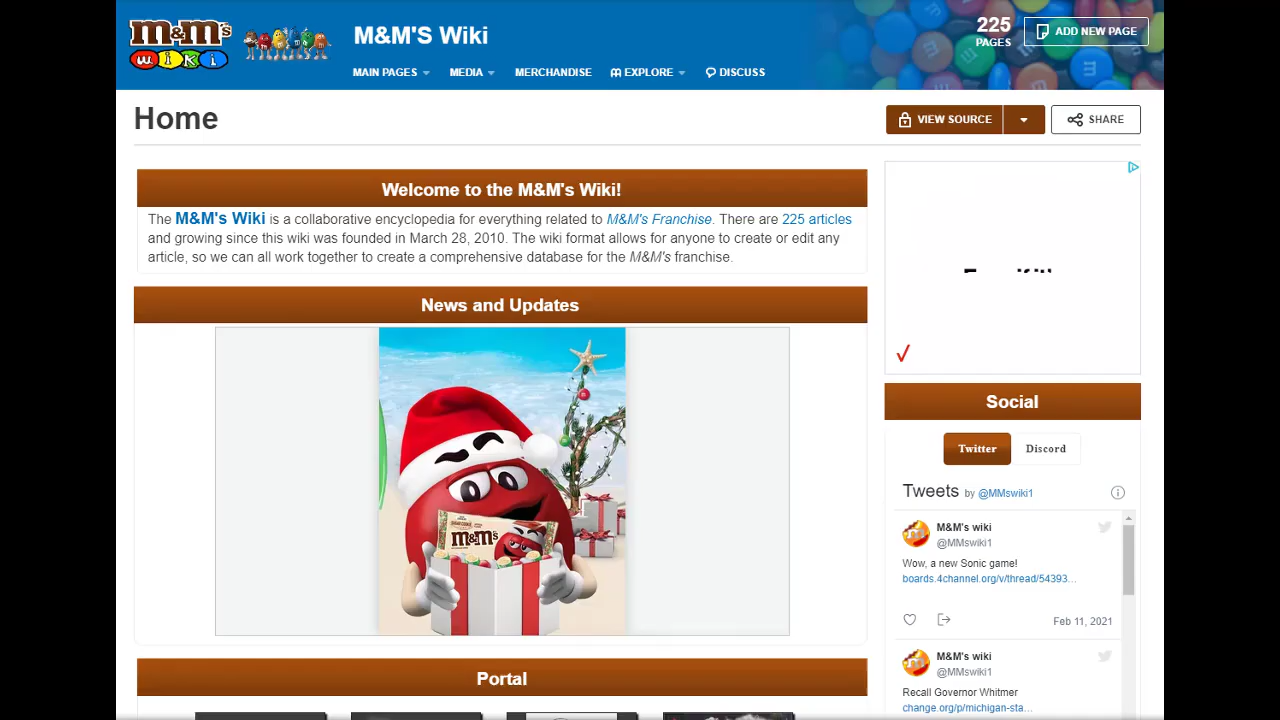 m&m's
wiki
M&M'S Wiki
225
PAGES
ADD NEW PAGE
MAIN PAGES
MEDIA
MERCHANDISE
EXPLORE
DISCUSS
Home
VIEW SOURCE
SHARE
Welcome to the M&M's Wiki!
The M&M's Wiki is a collaborative encyclopedia for everything related to M&M's Franchise. There are 225 articles
and growing since this wiki was founded in March 28, 2010. The wiki format allows for anyone to create or edit any
article, so we can all work together to create a comprehensive database for the M&M's franchise.
News and Updates
m&m's
Social
Twitter
Discord
Tweets by @MMswiki1
M&M's wiki
@MMswiki1
Wow, a new Sonic game!
boards.4channel.org/v/thread/54393…
Feb 11, 2021
M&M's wiki
@MMswiki1
Recall Governor Whitmer
change.org/p/michigan-sta…
Portal